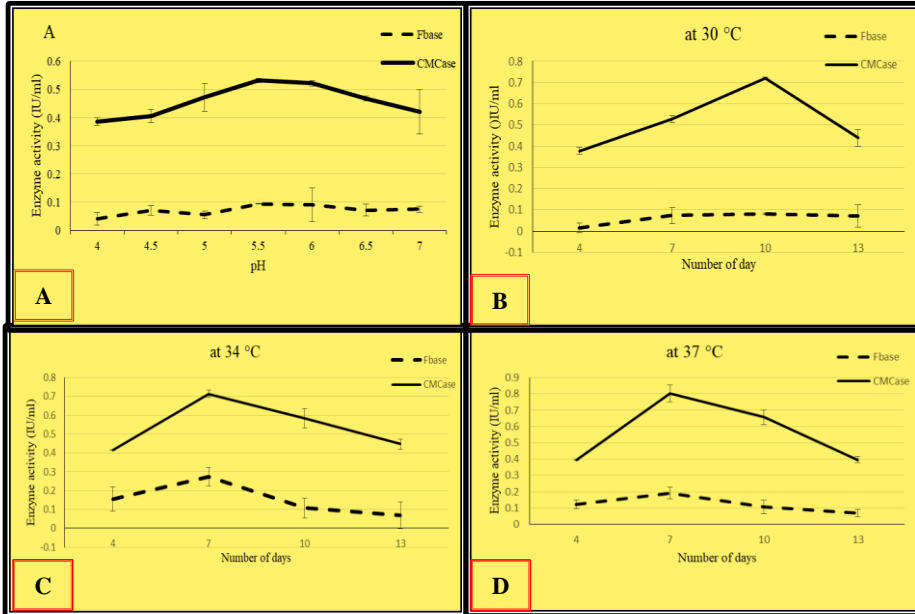 A
Fbase
CMCase
0.6
0.5
0.4
0.3
0.2
0.1
0
Enzyme activity (IU/ml)
4 4.5 5 5.5 6 6.5 7
pH
A
at 30 °C
Fbase
CMCase
0.8
0.7
0.6
0.5
0.4
0.3
0.2
0.1
0
-0.1
Enzyme activity ()IU/ml
4 7 10 13
Number of day
B
at 34 °C
Fbase
CMCase
0.8
0.7
0.6
0.5
0.4
0.3
0.2
0.1
0
-0.1
Enzyme activity (IU/ml)
4 7 10 13
Number of days
C
at 37 °C
Fbase
CMCase
0.9
0.8
0.7
0.6
0.5
0.4
0.3
0.2
0.1
0
Enzyme activity (IU/ml)
4 7 10 13
Number of days
D